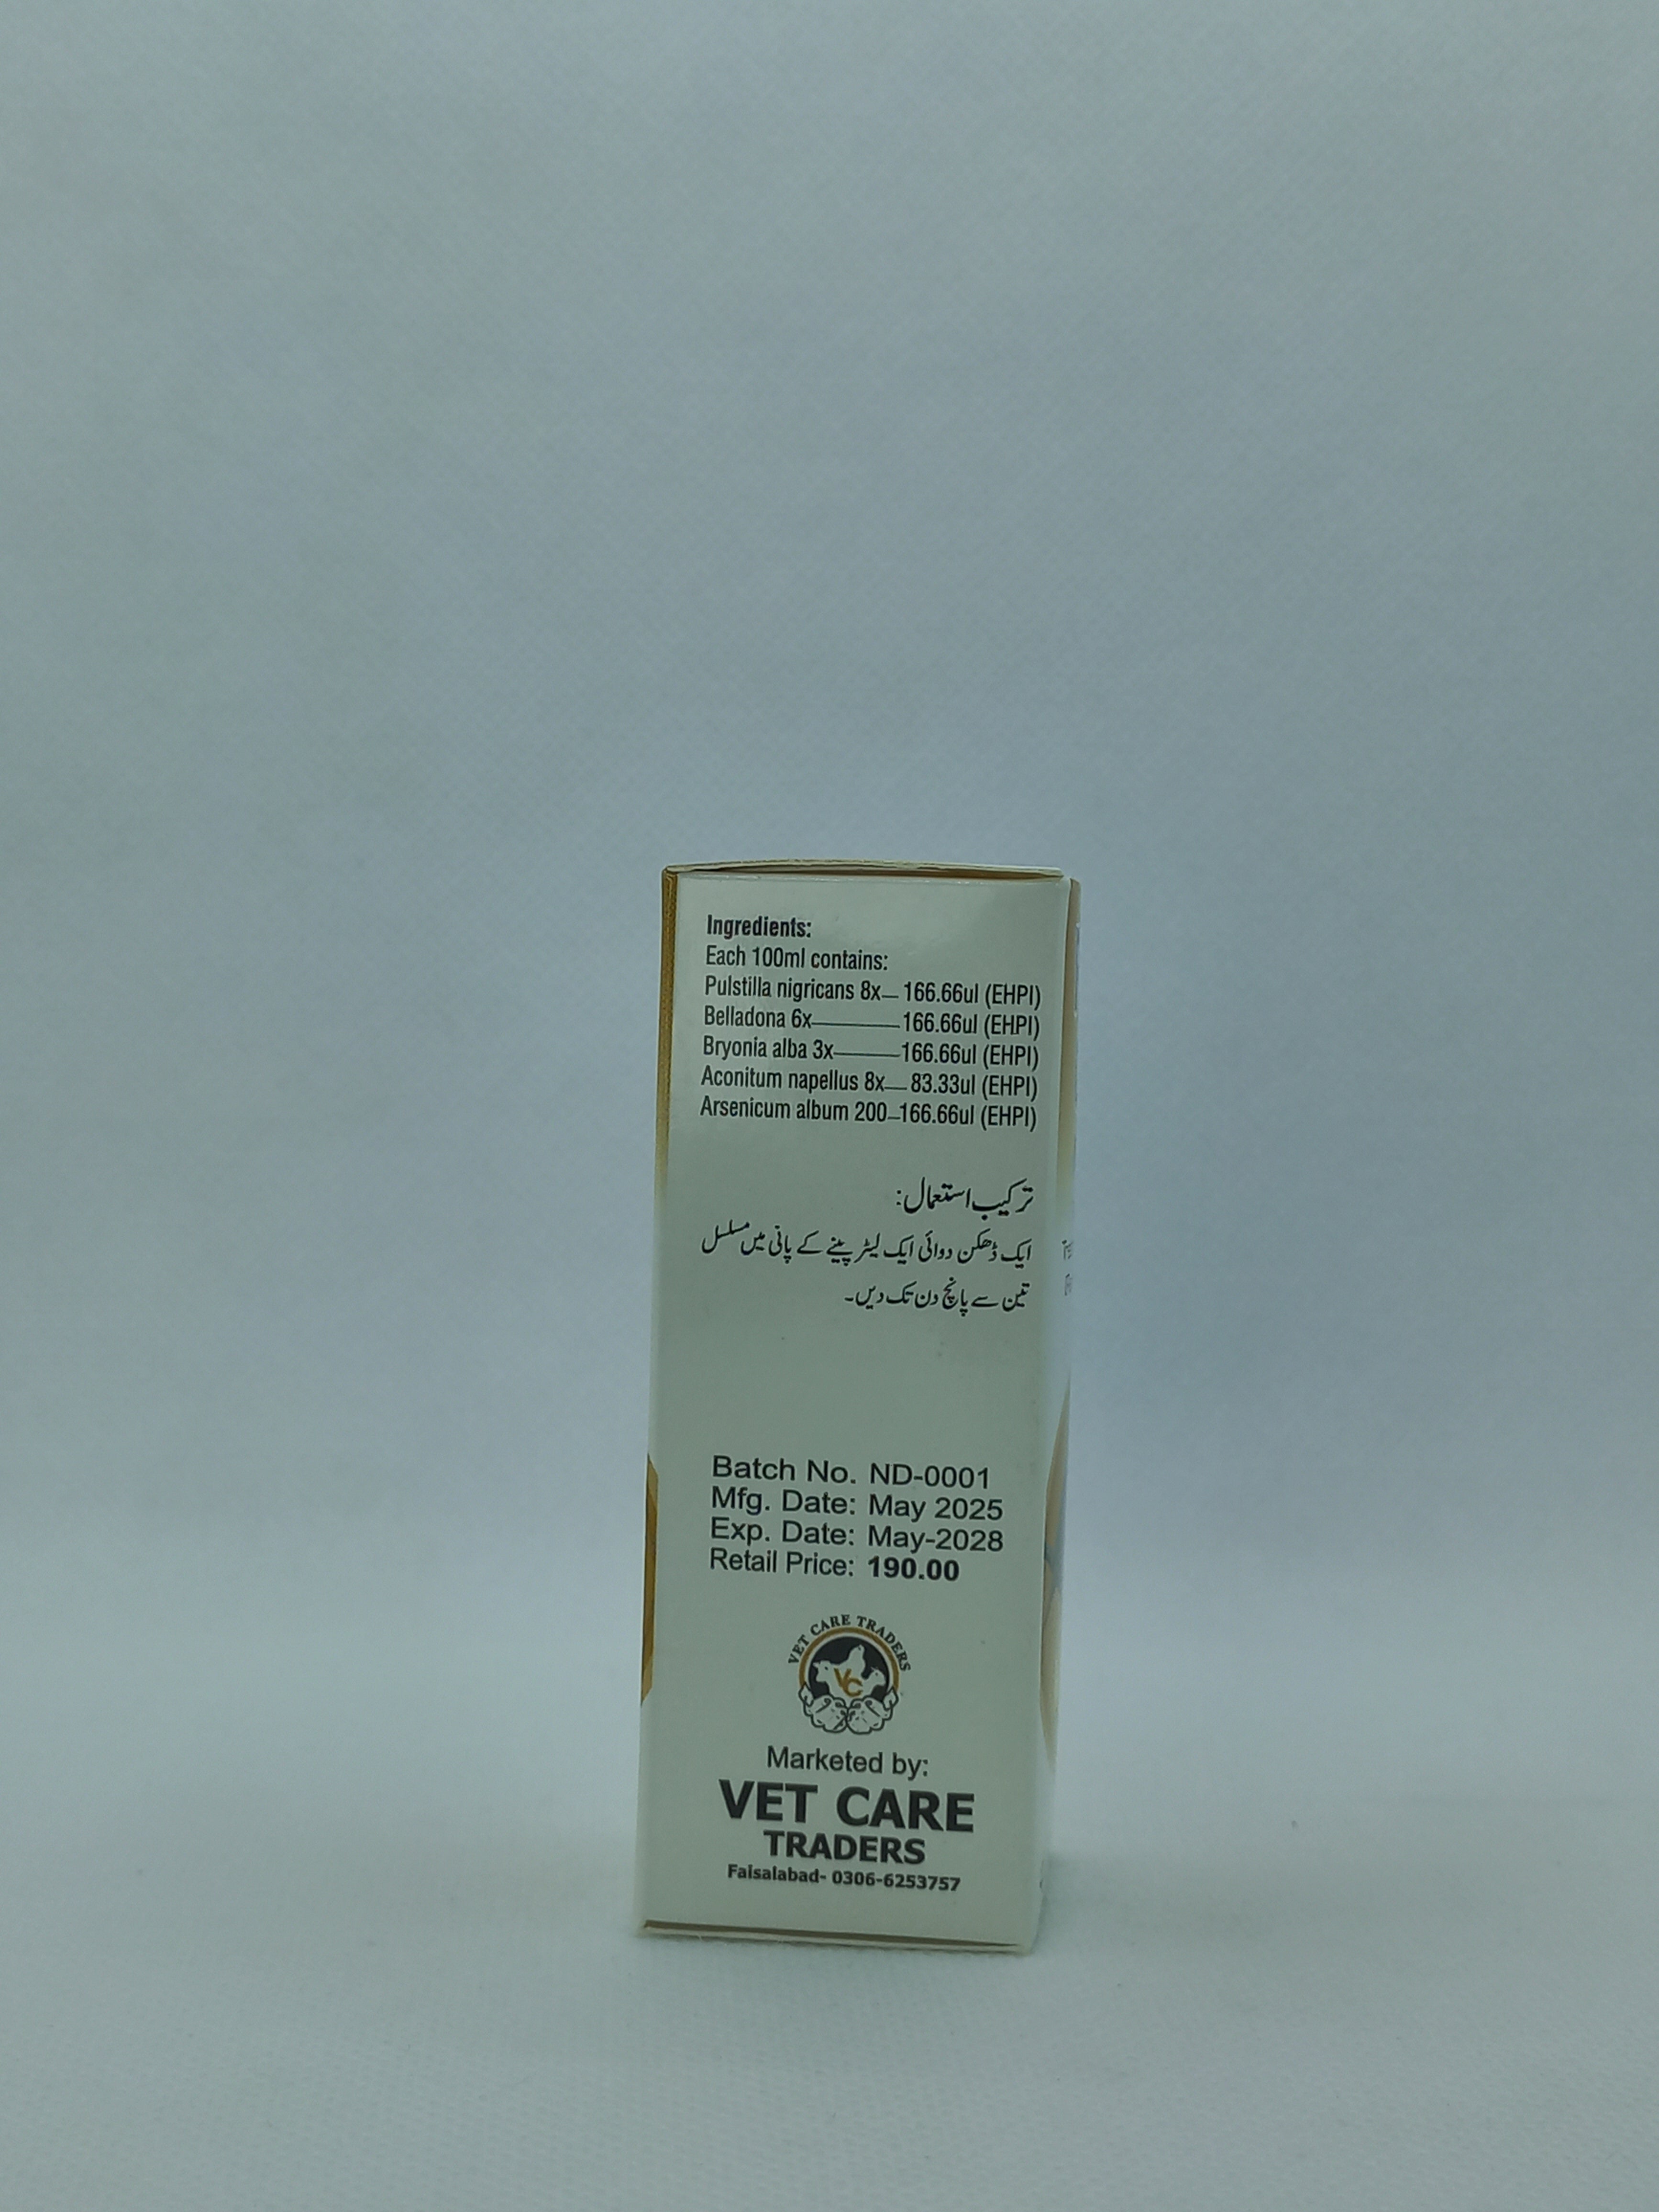 Ingredients:
Each 100ml contains:
Pulstilla nigricans 8x— 166.66ul (EHPI)
Belladona 6x———166.66ul (EHPI)
Bryonia alba 3x——166.66ul (EHPI)
Aconitum napellus 8x— 83.33ul (EHPI)
Arsenicum album 200–166.66ul (EHPI)
ترکیب استعمال:
ایک ڈھکن دوائی ایک لیٹر پینے کے پانی میں مسلسل
تین سے پانچ دن تک دیں۔
Batch No. ND-0001
Mfg. Date: May 2025
Exp. Date: May-2028
Retail Price: 190.00
VET CARE TRADERS
VC
Marketed by:
VET CARE
TRADERS
Faisalabad- 0306-6253757